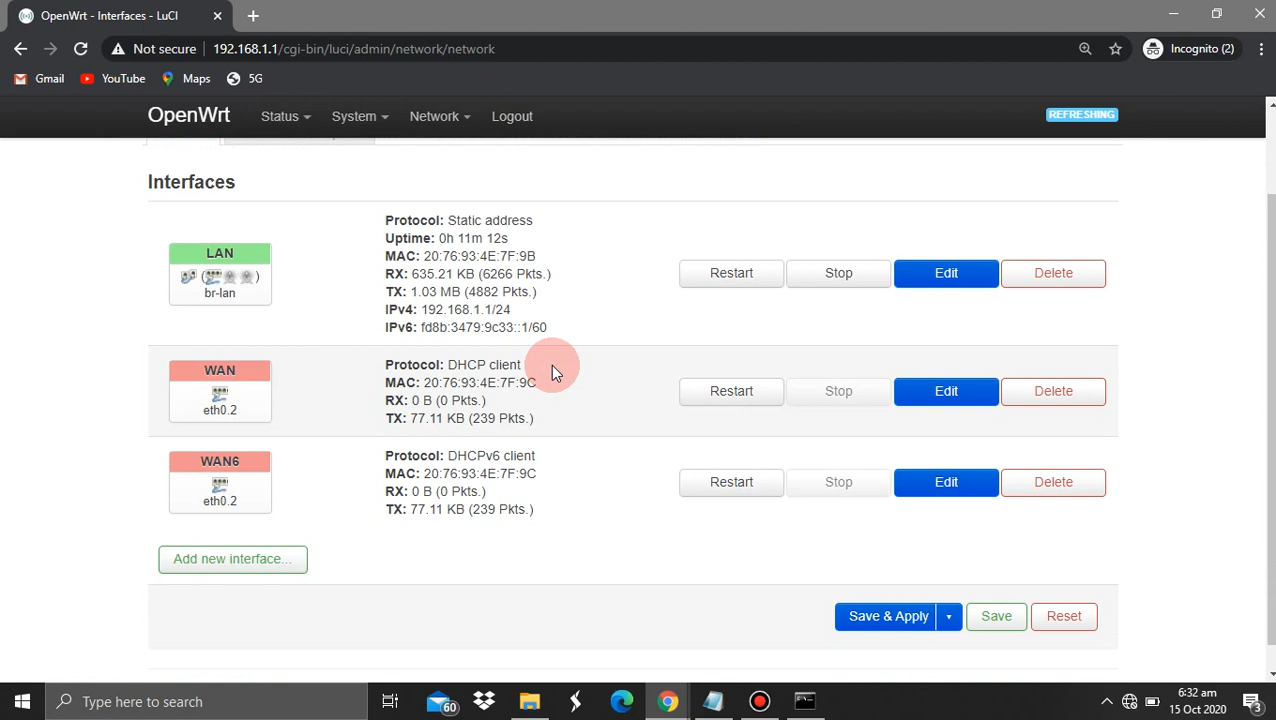 OpenWrt - Interfaces - LuCI
Not secure 192.168.1.1/cgi-bin/luci/admin/network/network Incognito (2)
Gmail YouTube Maps 5G
OpenWrt Status System Network Logout REFRESHING
Interfaces
LAN
br-lan
Protocol: Static address
Uptime: 0h 11m 12s
MAC: 20:76:93:4E:7F:9B
RX: 635.21 KB (6266 Pkts.)
TX: 1.03 MB (4882 Pkts.)
IPv4: 192.168.1.1/24
IPv6: fd8b:3479:9c33::1/60
Restart Stop Edit Delete
WAN
eth0.2
Protocol: DHCP client
MAC: 20:76:93:4E:7F:9C
RX: 0 B (0 Pkts.)
TX: 77.11 KB (239 Pkts.)
Restart Stop Edit Delete
WAN6
eth0.2
Protocol: DHCPv6 client
MAC: 20:76:93:4E:7F:9C
RX: 0 B (0 Pkts.)
TX: 77.11 KB (239 Pkts.)
Restart Stop Edit Delete
Add new interface...
Save & Apply Save Reset
Type here to search
60
6:32 am
15 Oct 2020
3